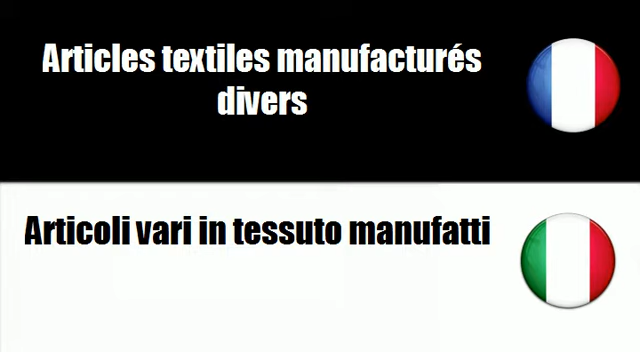 Articles textiles manufacturés
divers
Articoli vari in tessuto manufatti